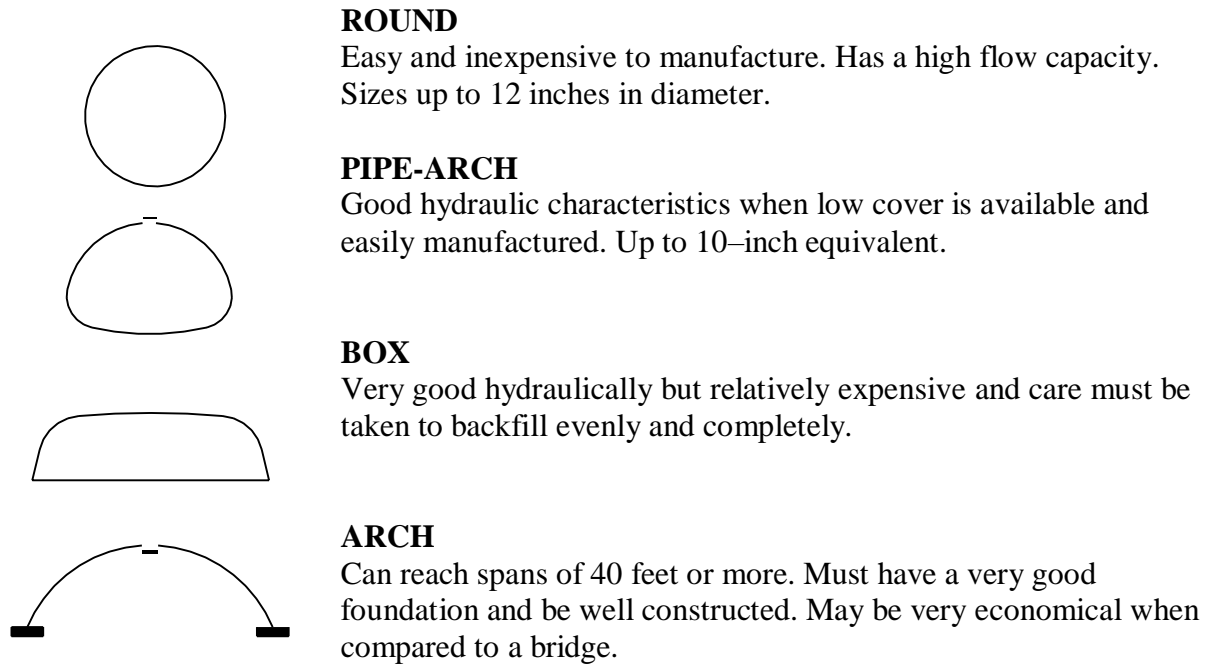 ROUND
Easy and inexpensive to manufacture. Has a high flow capacity.
Sizes up to 12 inches in diameter.
PIPE-ARCH
Good hydraulic characteristics when low cover is available and
easily manufactured. Up to 10–inch equivalent.
BOX
Very good hydraulically but relatively expensive and care must be
taken to backfill evenly and completely.
ARCH
Can reach spans of 40 feet or more. Must have a very good
foundation and be well constructed. May be very economical when
compared to a bridge.